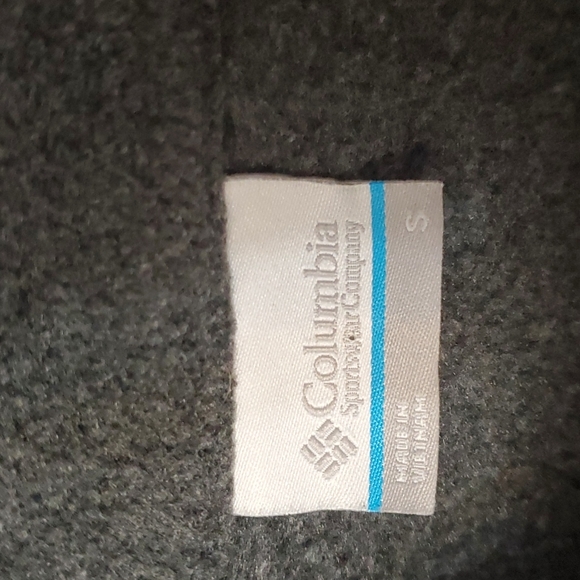 Columbia
Sportswear Company
MADE IN
VIETNAM
S